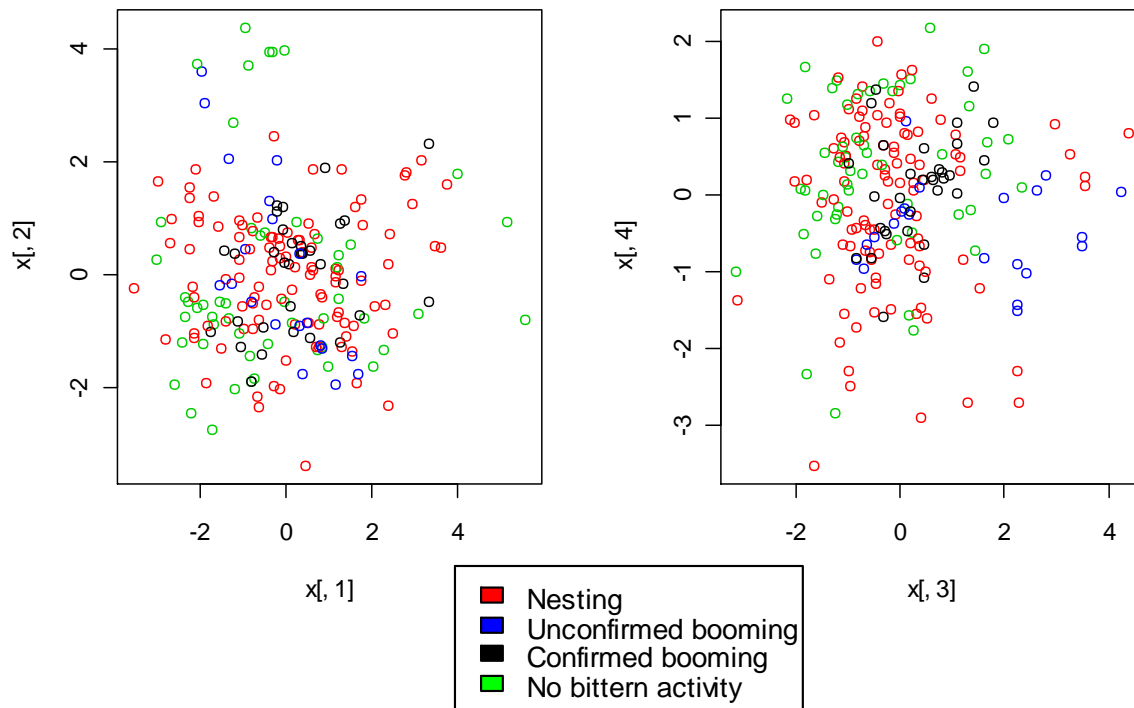 4
2
0
-2
x[, 2]
-2
0
2
4
x[, 1]
2
1
0
-1
-2
-3
x[, 4]
-2
0
2
4
x[, 3]
Nesting
Unconfirmed booming
Confirmed booming
No bittern activity